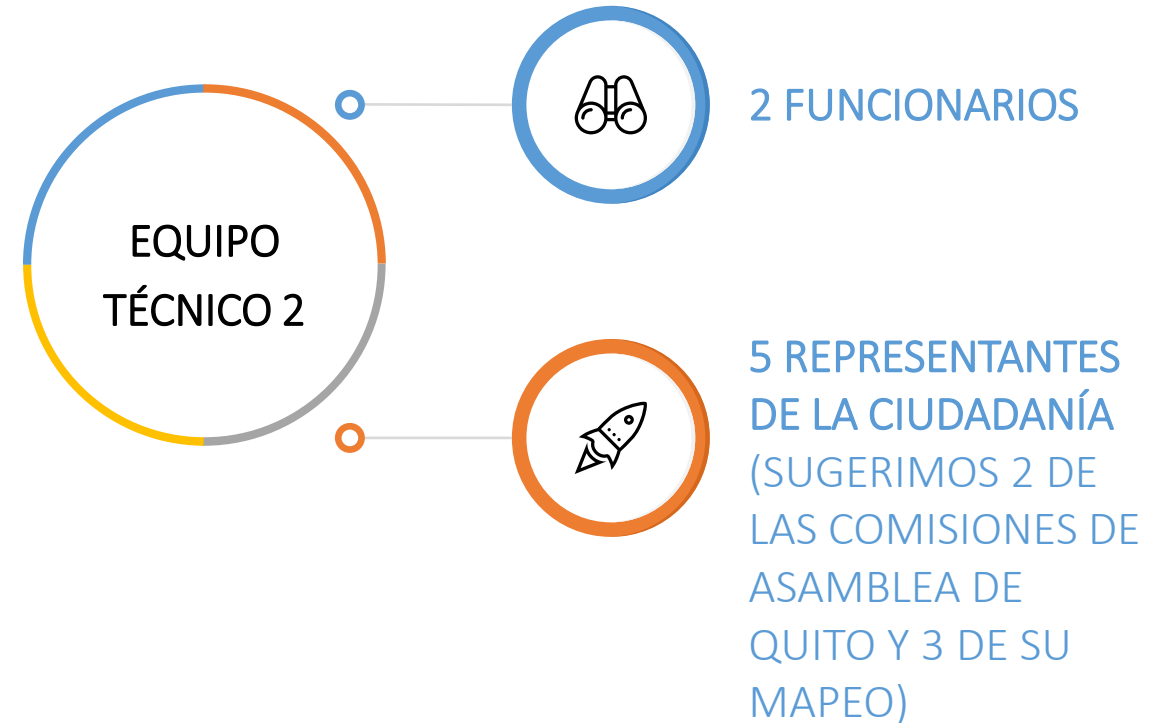 EQUIPO
TÉCNICO 2
2 FUNCIONARIOS
5 REPRESENTANTES
DE LA CIUDADANÍA
(SUGERIMOS 2 DE
LAS COMISIONES DE
ASAMBLEA DE
QUITO Y 3 DE SU
MAPEO)